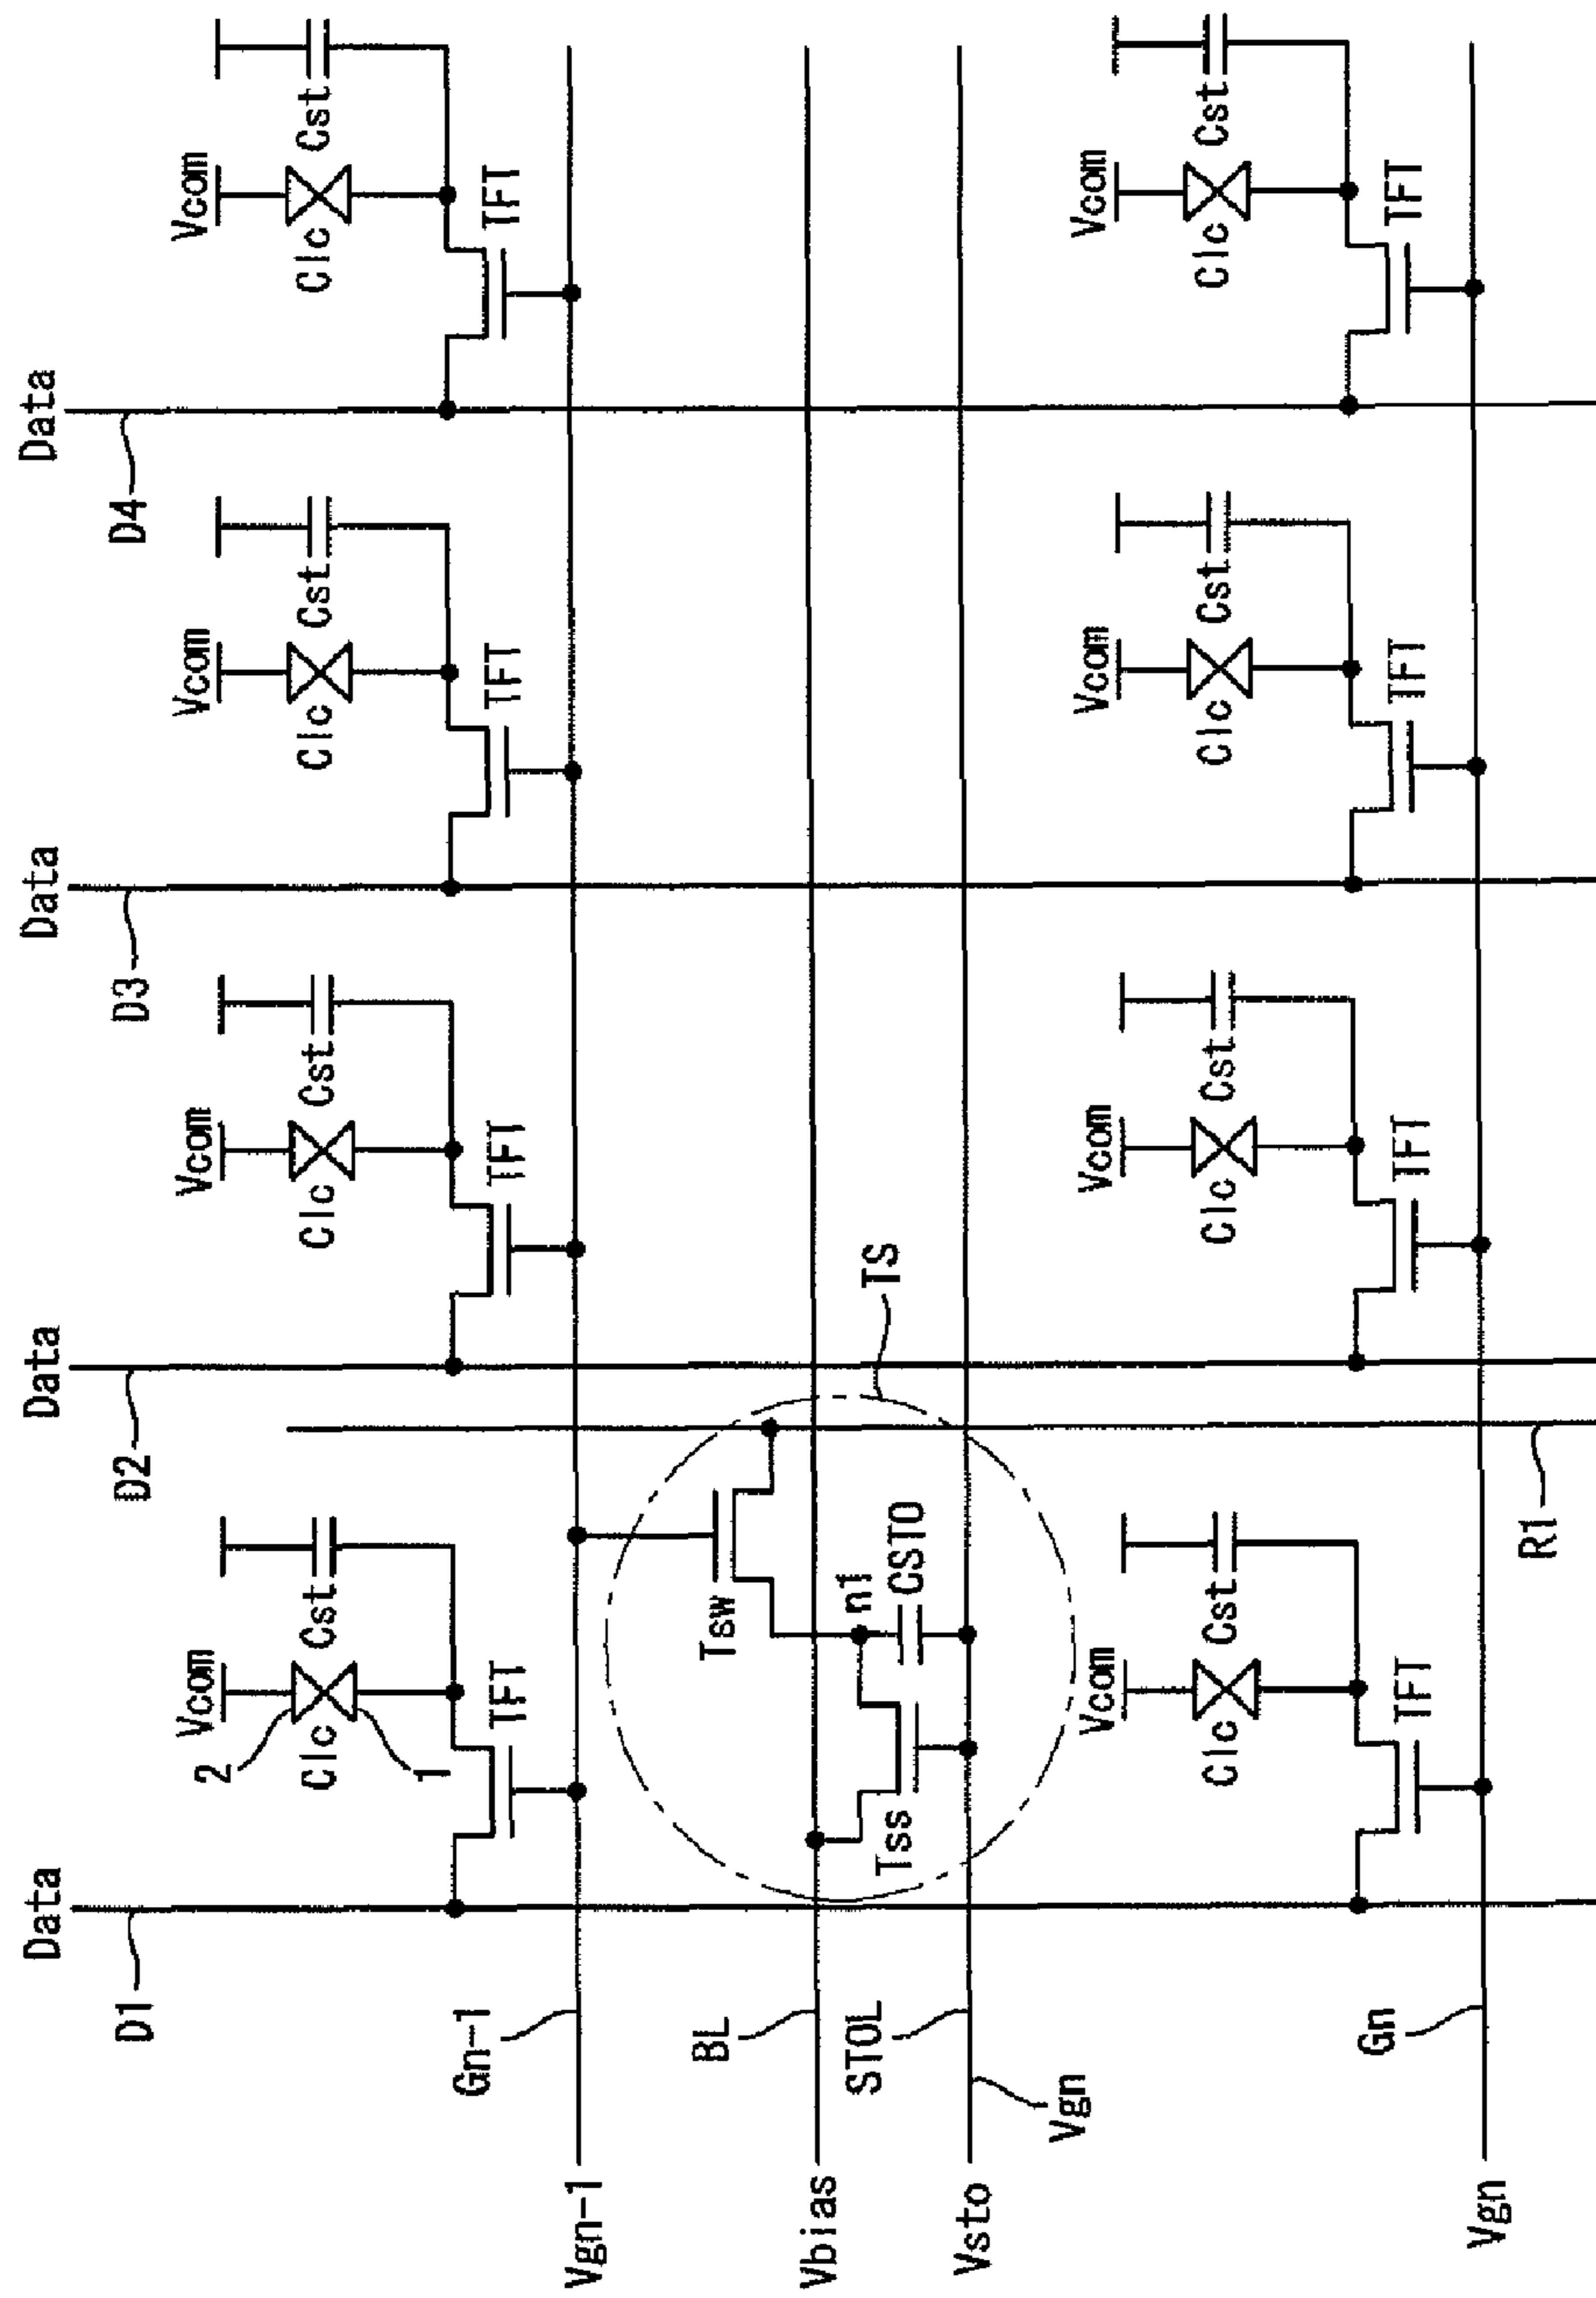 Data
Data
Data
Data
D1
D2
D3
D4
Vcom
Vcom
Vcom
Vcom
2
Clc
Cst
Clc
Cst
Clc
Cst
Clc
Cst
1
TFT
TFT
TFT
TFT
Gn-1
Vgn-1
Tsw
TS
BL
Vbias
n1
CSTO
Tss
STOL
Vsto
Vgn
Vcom
Vcom
Vcom
Vcom
Clc
Cst
Clc
Cst
Clc
Cst
Clc
Cst
TFT
TFT
TFT
TFT
Gn
Vgn
R1